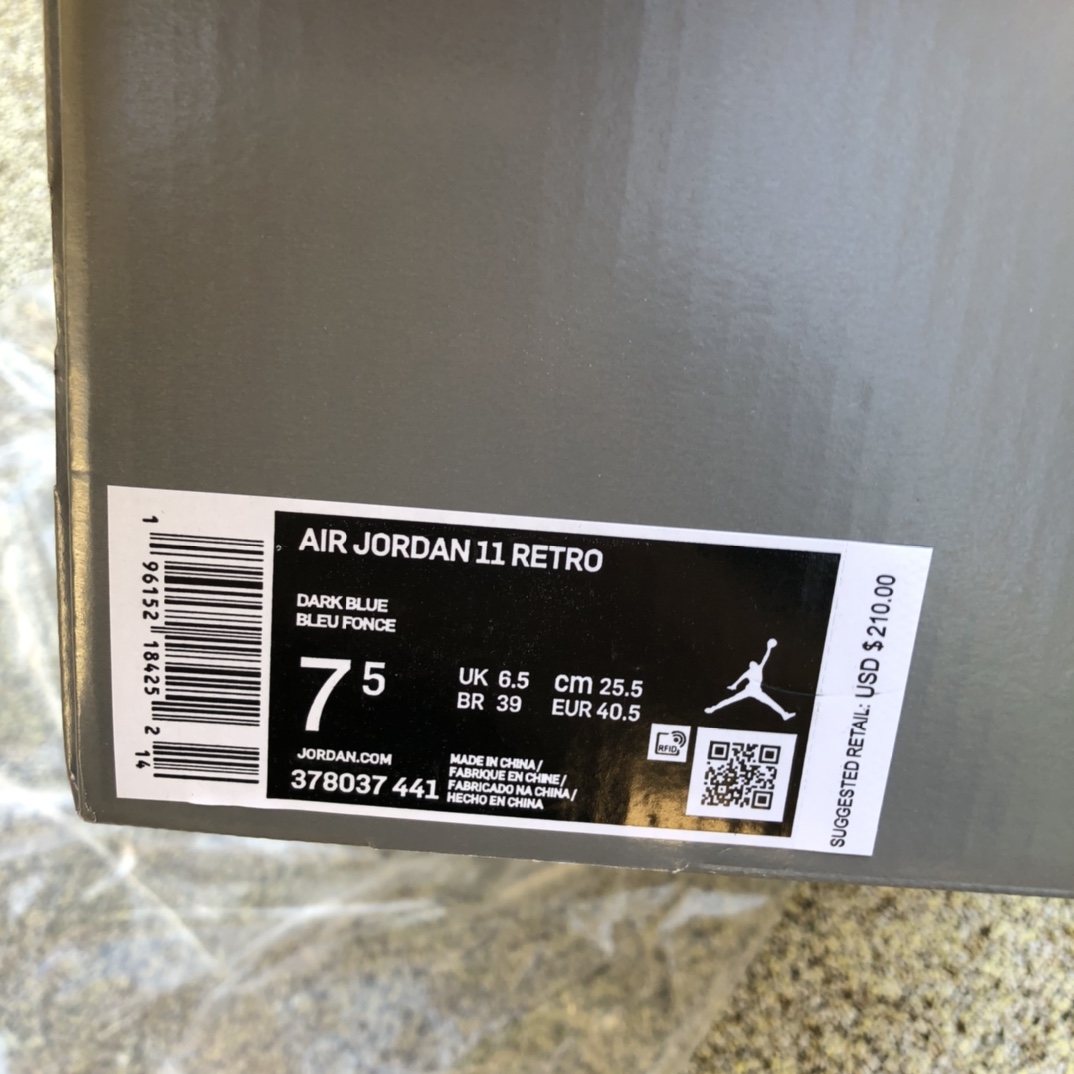 1 96152 18425 2 14
AIR JORDAN 11 RETRO
DARK BLUE
BLEU FONCE
7 5
UK 6.5 cm 25.5
BR 39 EUR 40.5
RFID
JORDAN.COM
378037 441
MADE IN CHINA/
FABRIQUE EN CHINE/
FABRICADO NA CHINA/
HECHO EN CHINA
SUGGESTED RETAIL: USD $210.00